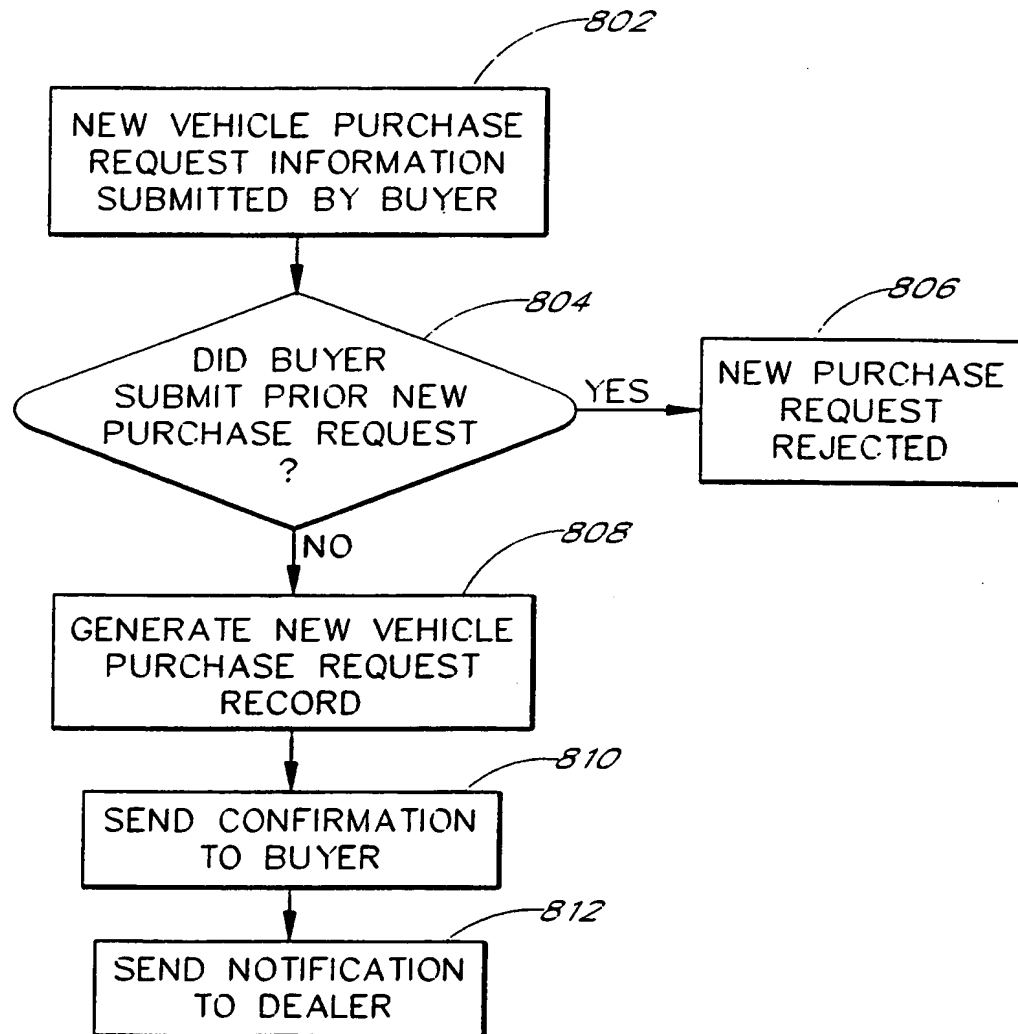 802
NEW VEHICLE PURCHASE
REQUEST INFORMATION
SUBMITTED BY BUYER
804
DID BUYER
SUBMIT PRIOR NEW
PURCHASE REQUEST
?
YES
806
NEW PURCHASE
REQUEST
REJECTED
NO
808
GENERATE NEW VEHICLE
PURCHASE REQUEST
RECORD
810
SEND CONFIRMATION
TO BUYER
812
SEND NOTIFICATION
TO DEALER